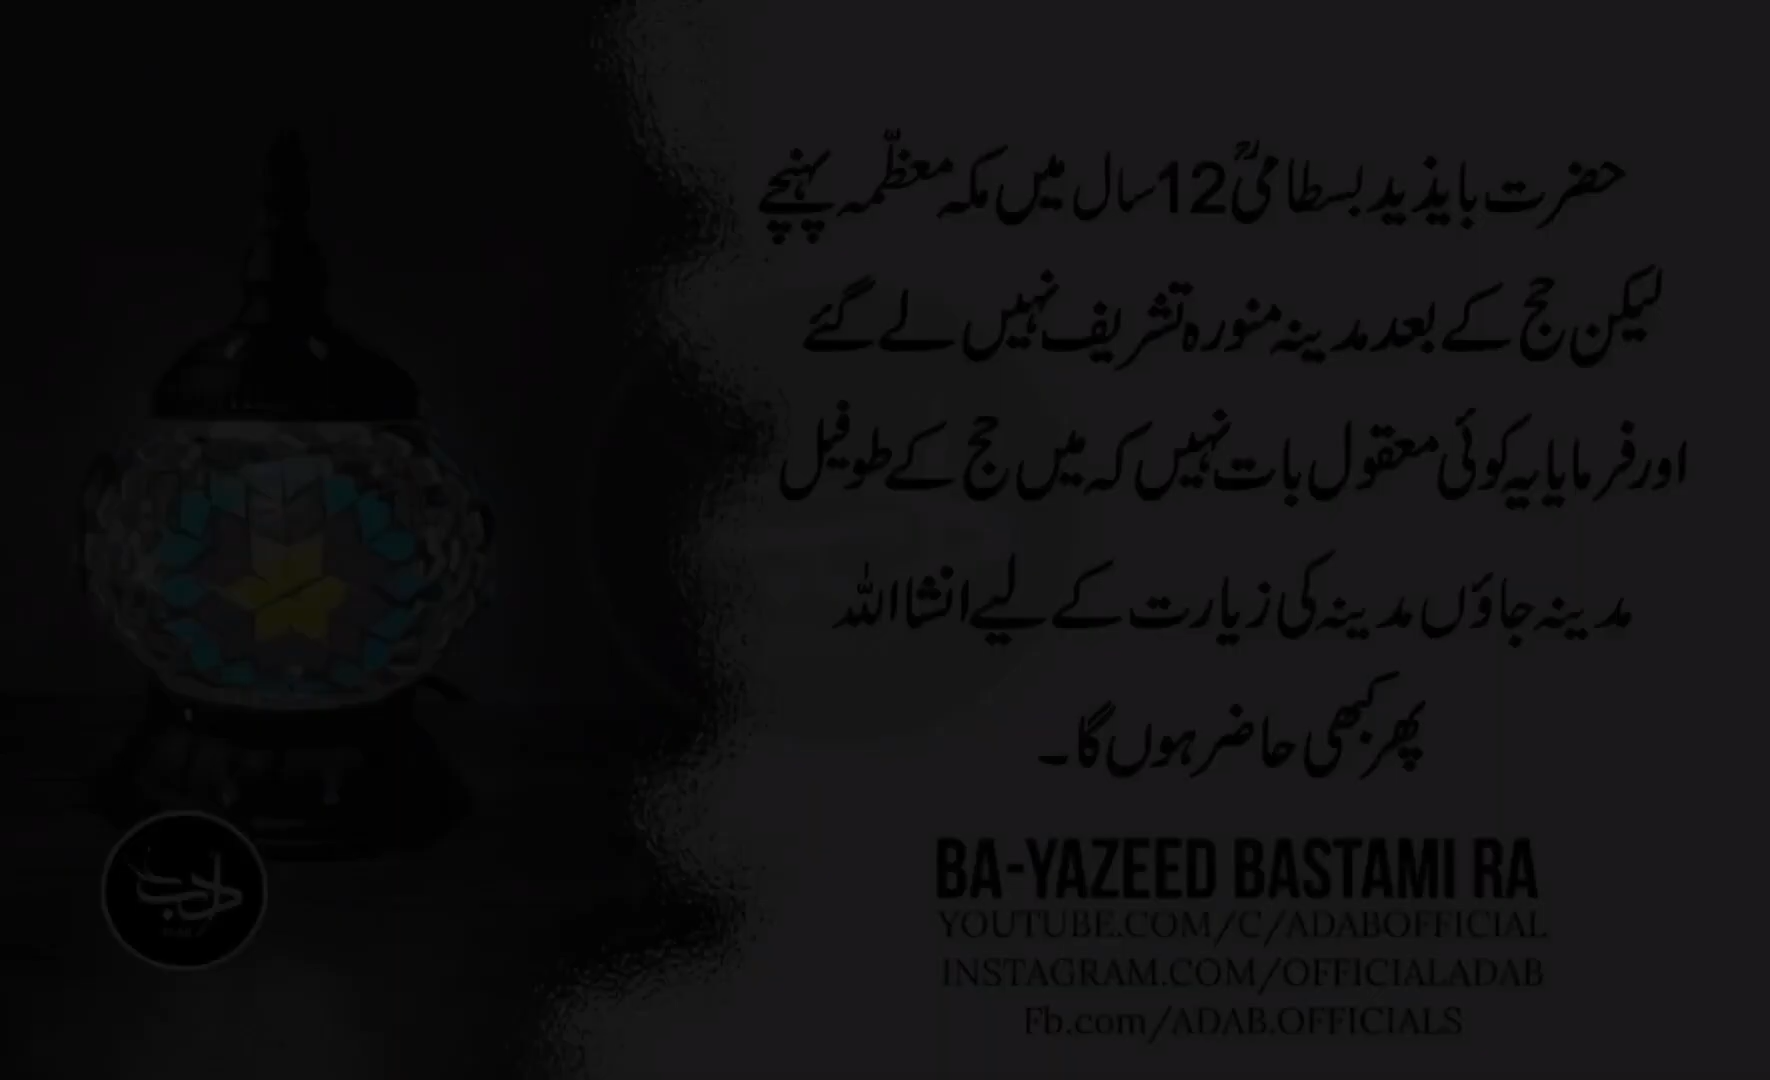 حضرت بایذید بسطامیؒ 12 سال میں مکہ معظّمہ پہنچے
لیکن حج کے بعد مدینہ منورہ تشریف نہیں لے گئے
اور فرمایا یہ کوئی معقول بات نہیں کہ میں حج کے طوفیل
مدینہ جاؤں مدینہ کی زیارت کے لیے انشااللہ
پھر کبھی حاضر ہوں گا۔
BA-YAZEED BASTAMI RA
YOUTUBE.COM/C/ADABOFFICIAL
INSTAGRAM.COM/OFFICIALADAB
Fb.com/ADAB.OFFICIALS
ادب